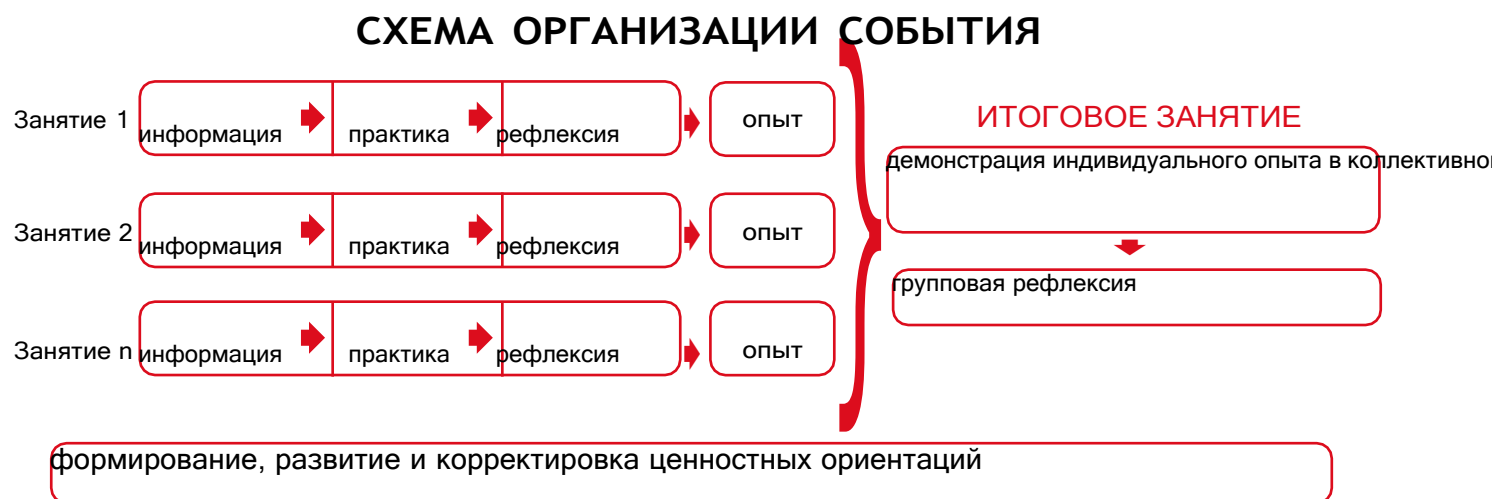 СХЕМА ОРГАНИЗАЦИИ СОБЫТИЯ
Занятие 1
информация
практика
рефлексия
опыт
Занятие 2
информация
практика
рефлексия
опыт
Занятие n
информация
практика
рефлексия
опыт
ИТОГОВОЕ ЗАНЯТИЕ
демонстрация индивидуального опыта в
групповая рефлексия
формирование, развитие и корректировка ценностных ориентаций